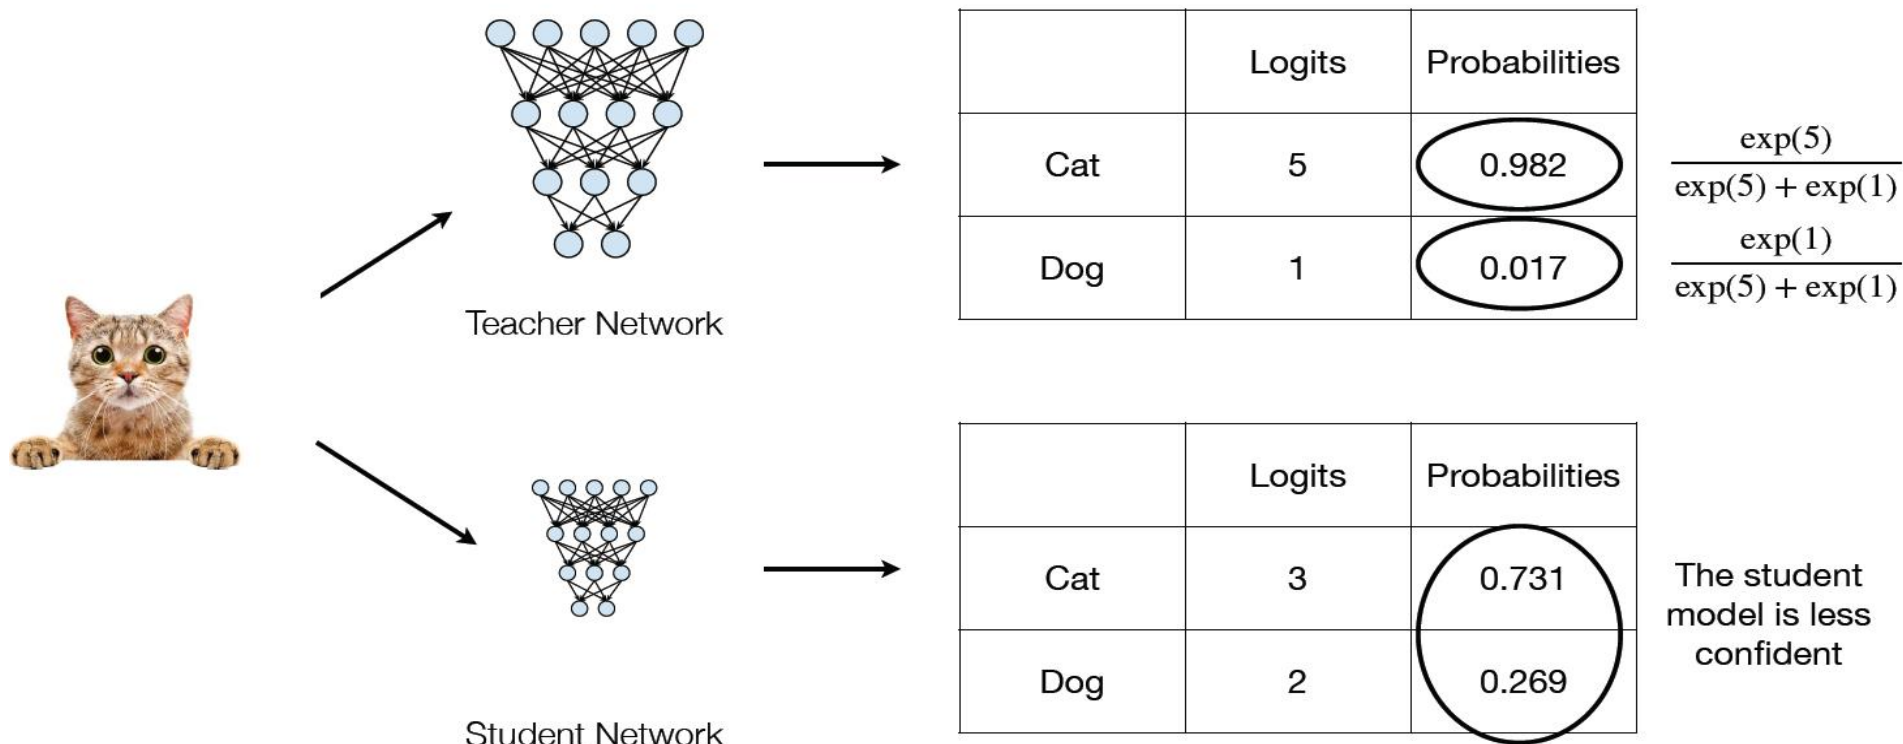 Logits Probabilities
Cat 5 0.982
exp(5)
exp(5) + exp(1)
Dog 1 0.017
exp(1)
exp(5) + exp(1)
Teacher Network
Logits Probabilities
Cat 3 0.731
Dog 2 0.269
The student
model is less
confident
Student Network